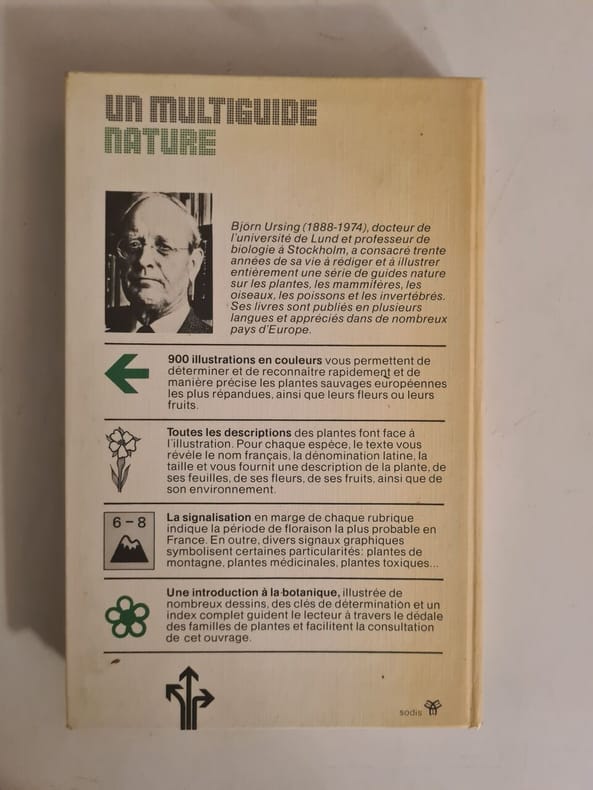 UN MULTIGUIDE
NATURE
Björn Ursing (1888-1974), docteur de
l'université de Lund et professeur de
biologie à Stockholm, a consacré trente
années de sa vie à rédiger et à illustrer
entièrement une série de guides nature
sur les plantes, les mammifères, les
oiseaux, les poissons et les invertébrés.
Ses livres sont publiés en plusieurs
langues et appréciés dans de nombreux
pays d'Europe.
900 illustrations en couleurs vous permettent de
déterminer et de reconnaître rapidement et de
manière précise les plantes sauvages européennes
les plus répandues, ainsi que leurs fleurs ou leurs
fruits.
Toutes les descriptions des plantes font face à
l'illustration. Pour chaque espèce, le texte vous
révèle le nom français, la dénomination latine, la
taille et vous fournit une description de la plante, de
ses feuilles, de ses fleurs, de ses fruits, ainsi que de
son environnement.
6-8
La signalisation en marge de chaque rubrique
indique la période de floraison la plus probable en
France. En outre, divers signaux graphiques
symbolisent certaines particularités: plantes de
montagne, plantes médicinales, plantes toxiques...
Une introduction à la botanique, illustrée de
nombreux dessins, des clés de détermination et un
index complet guident le lecteur à travers le dédale
des familles de plantes et facilitent la consultation
de cet ouvrage.
sodis